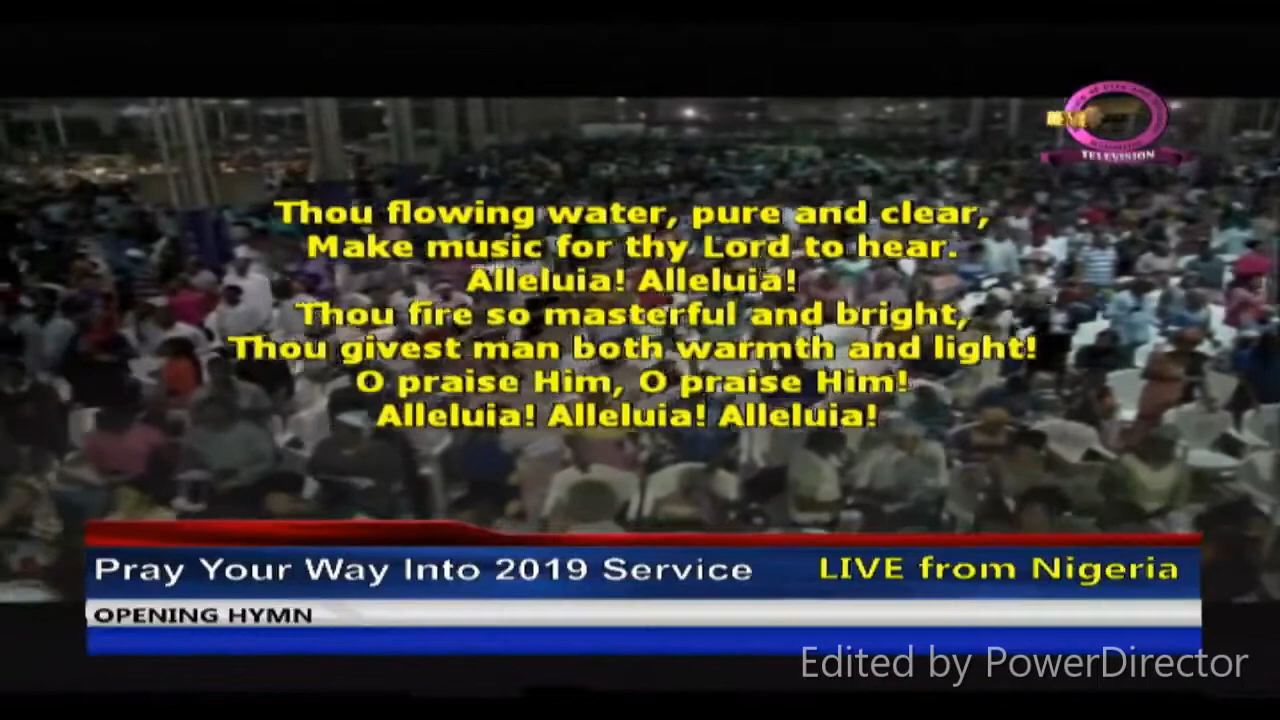 TELEVISION
Thou flowing water, pure and clear,
Make music for thy Lord to hear.
Alleluia! Alleluia!
Thou fire so masterful and bright,
Thou givest man both warmth and light!
O praise Him, O praise Him!
Alleluia! Alleluia! Alleluia!
Pray Your Way Into 2019 Service LIVE from Nigeria
OPENING HYMN
Edited by PowerDirector